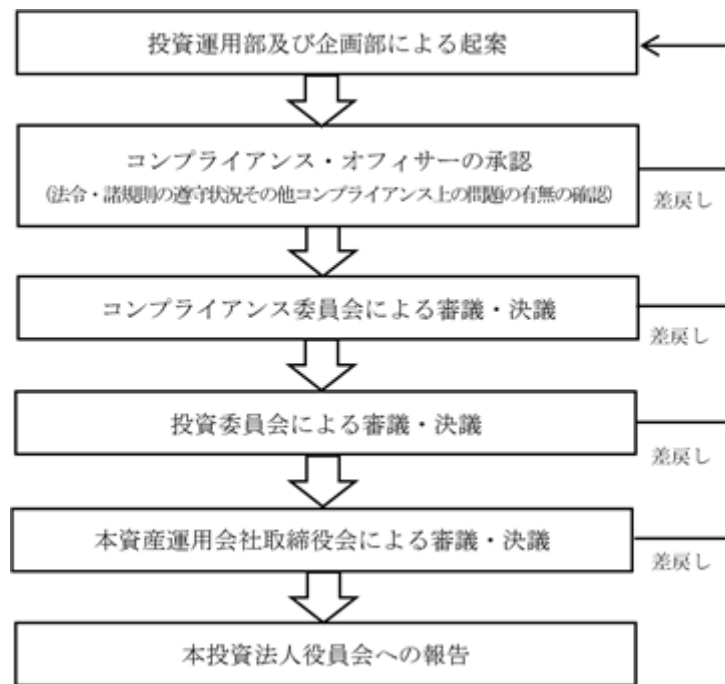 投資運用部及び企画部による起案
コンプライアンス・オフィサーの承認
(法令・諸規則の遵守状況その他コンプライアンス上の問題の有無の確認)
差戻し
コンプライアンス委員会による審議・決議
差戻し
投資委員会による審議・決議
差戻し
本資産運用会社取締役会による審議・決議
差戻し
本投資法人役員会への報告